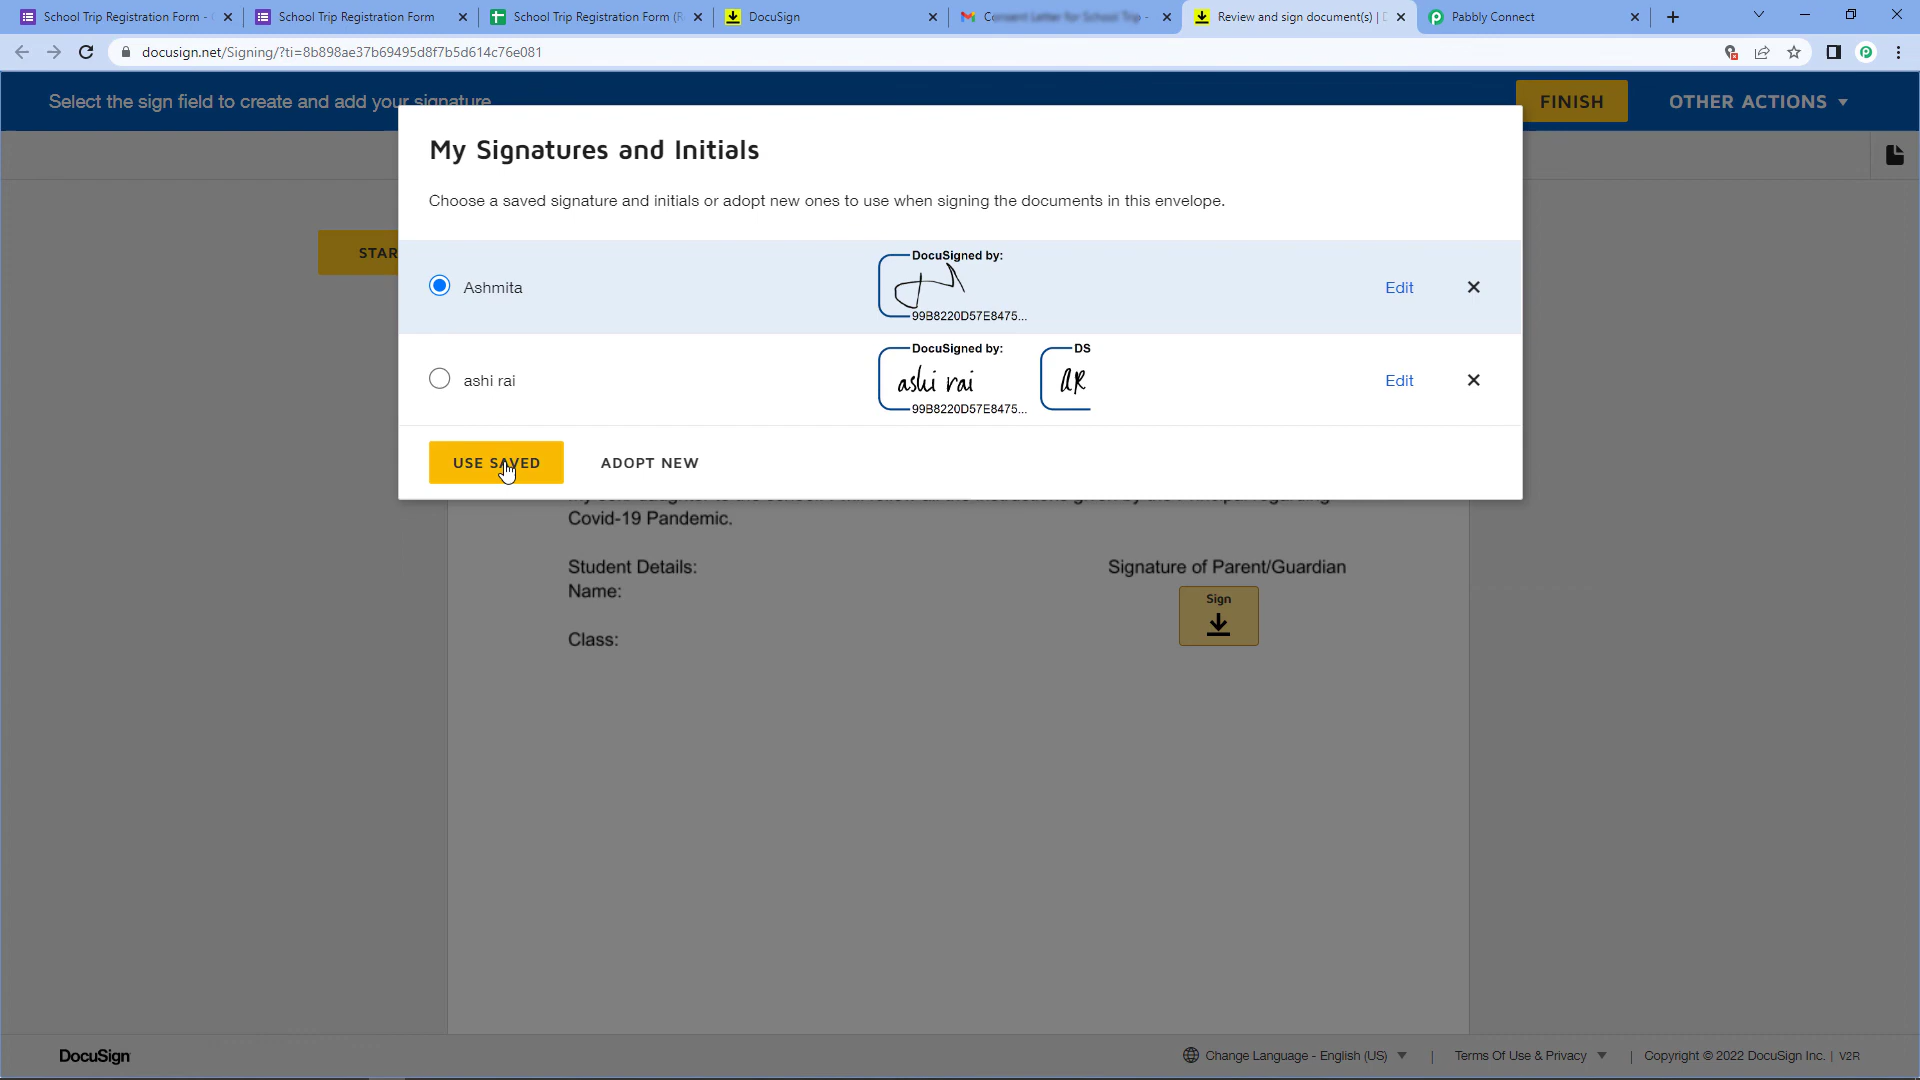 School Trip Registration Form -
School Trip Registration Form
School Trip Registration Form (R
DocuSign
Consent Letter for School Trip -
Review and sign document(s) |
Pabbly Connect
docusign.net/Signing/?ti=8b898ae37b69495d8f7b5d614c76e081
Select the sign field to create and add your signature
FINISH
OTHER ACTIONS
My Signatures and Initials
Choose a saved signature and initials or adopt new ones to use when signing the documents in this envelope.
STAR
Ashmita
DocuSigned by:
99B8220D57E8475...
Edit
ashi rai
DocuSigned by:
ashi rai
99B8220D57E8475...
DS
AR
Edit
USE SAVED
ADOPT NEW
Covid-19 Pandemic.
Student Details:
Signature of Parent/Guardian
Name:
Sign
Class:
DocuSign
Change Language - English (US)
Terms Of Use & Privacy
Copyright © 2022 DocuSign Inc. | V2R